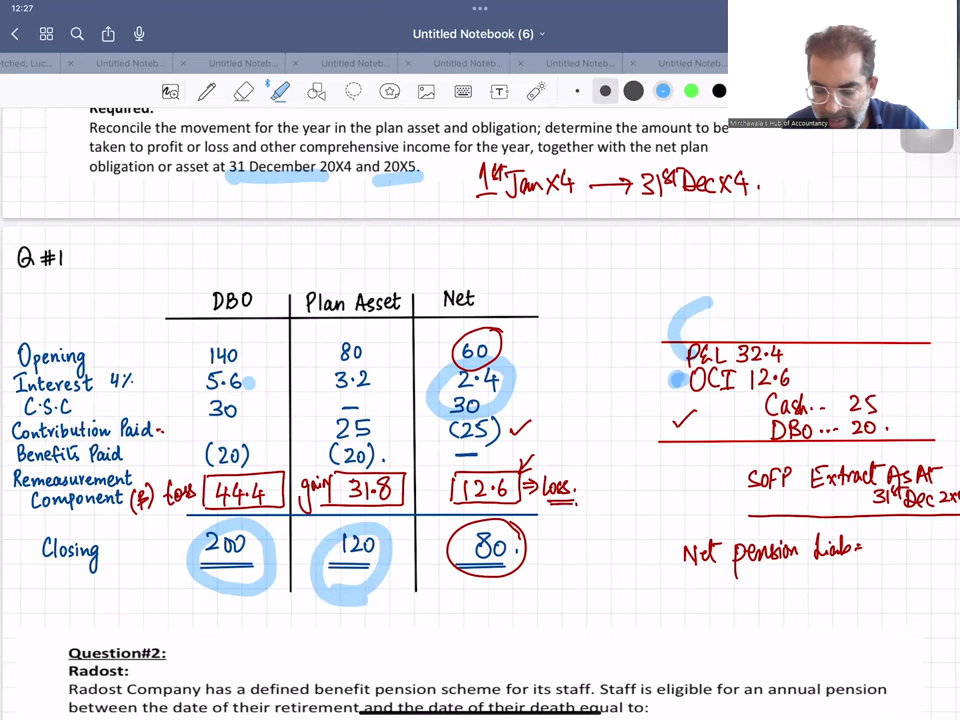 12:27
Untitled Notebook (6)
Untitled Noteb...
Untitled Noteb...
Untitled Note...
Untitled Noteb...
Untitled Noteb...
Mirchawala's Hub of Accountancy
Required:
Reconcile the movement for the year in the plan asset and obligation; determine the amount to be
taken to profit or loss and other comprehensive income for the year, together with the net plan
obligation or asset at 31 December 20X4 and 20X5.
1st Jan X4 → 31st Dec X4.
Q #1
DBO Plan Asset Net
Opening 140 80 60
Interest 4% 5.6 3.2 2.4
C.S.C 30 — 30
Contribution Paid- 25 (25) ✓
Benefits Paid (20) (20). —
Remeasurement
Component (β) loss 44.4 gain 31.8 12.6 ⇒ loss.
Closing 200 120 80.
P&L 32.4
OCI 12.6
Cash.. 25
✓ DBO ... 20.
SOFP Extract As At
31st Dec
Net pension Liab=
Question#2:
Radost:
Radost Company has a defined benefit pension scheme for its staff. Staff is eligible for an annual pension
between the date of their retirement and the date of their death equal to: